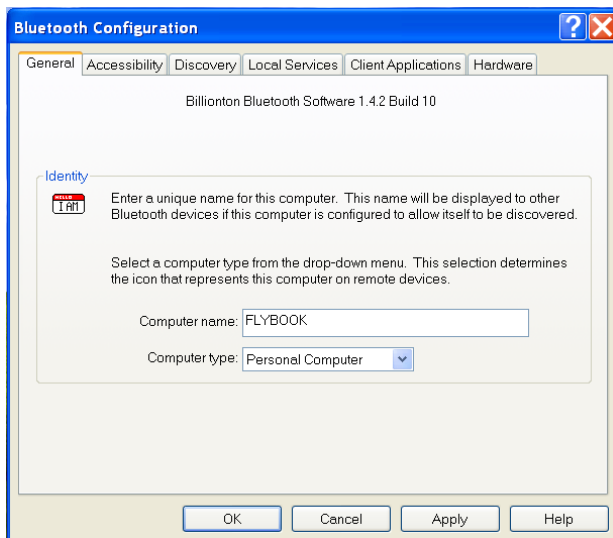 Bluetooth Configuration
General Accessibility Discovery Local Services Client Applications Hardware
Billionton Bluetooth Software 1.4.2 Build 10
Identity
HELLO
I AM
Enter a unique name for this computer. This name will be displayed to other
Bluetooth devices if this computer is configured to allow itself to be discovered.
Select a computer type from the drop-down menu. This selection determines
the icon that represents this computer on remote devices.
Computer name: FLYBOOK
Computer type: Personal Computer
OK Cancel Apply Help